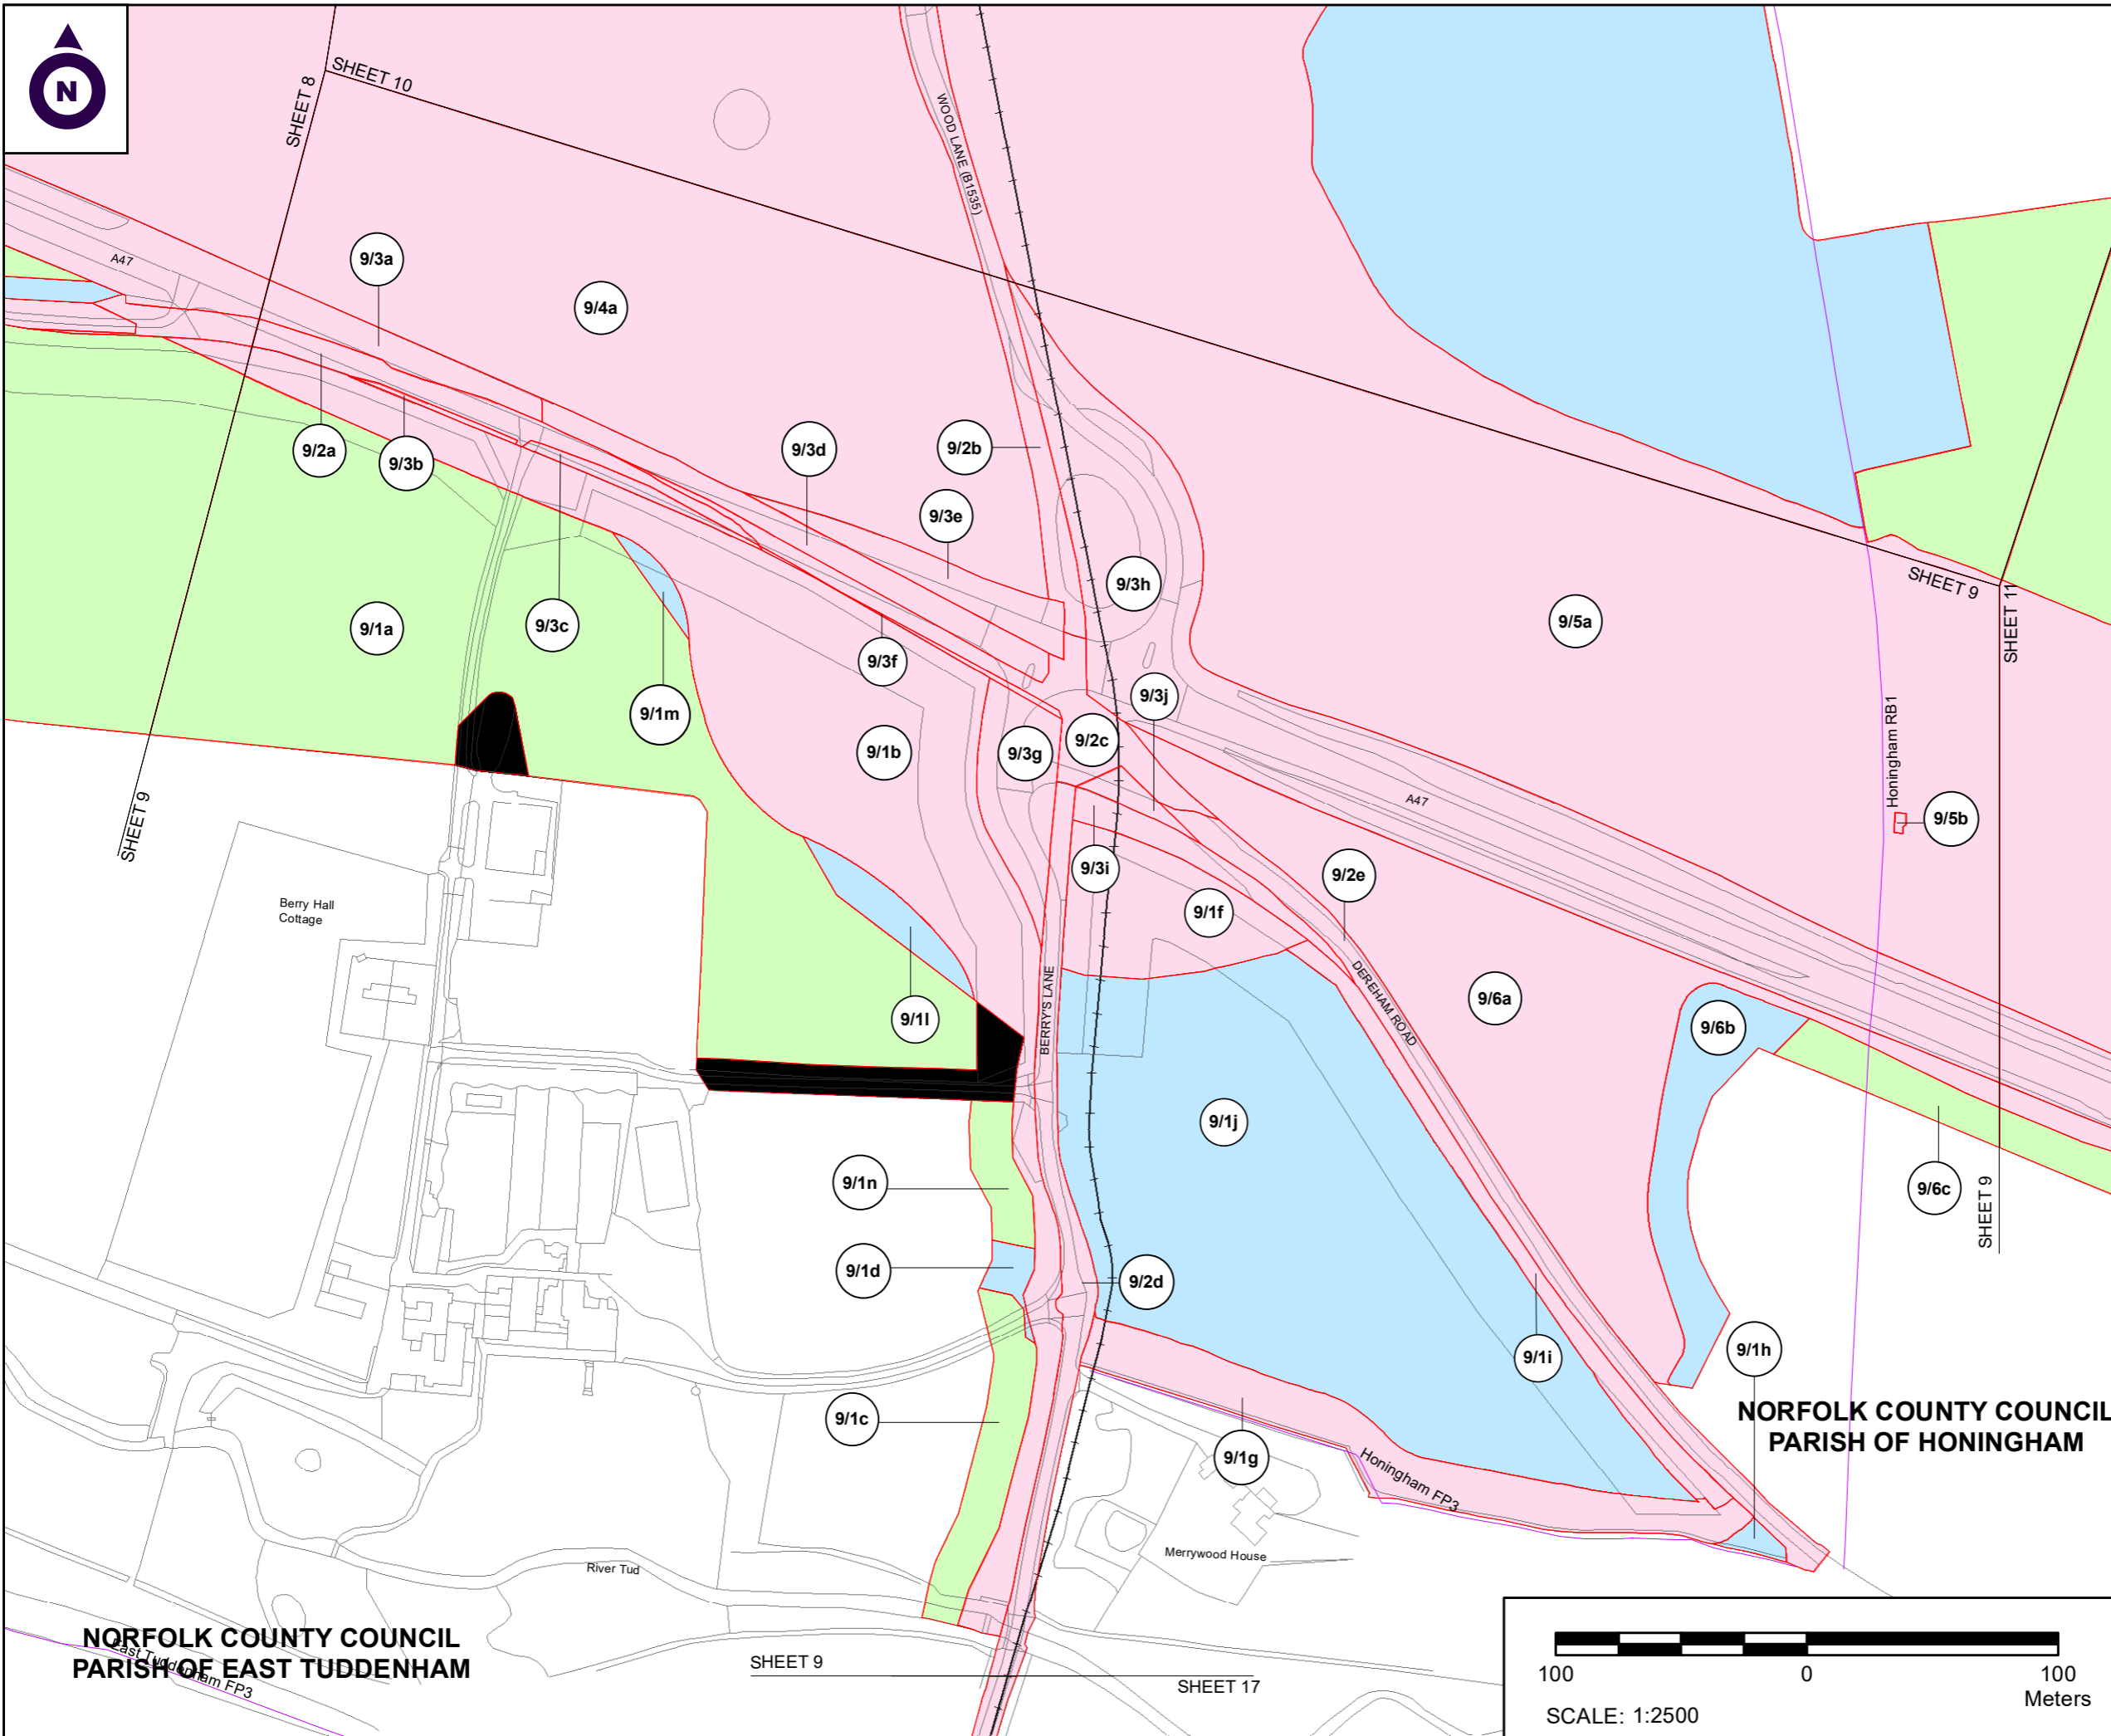 N
SHEET 8
SHEET 10
WOOD LANE (B1535)
A47
9/3a
9/4a
9/2a
9/3b
9/3d
9/2b
9/3e
9/3h
9/5a
SHEET 9
SHEET 11
9/1a
9/3c
9/3f
9/1m
9/1b
9/3g
9/2c
9/3j
A47
Honingham RB1
9/5b
SHEET 9
Berry Hall
Cottage
9/3i
9/1f
9/2e
DEREHAM ROAD
9/6a
9/6b
9/1l
BERRY'S LANE
9/1j
9/1n
9/1d
9/2d
9/6c
SHEET 9
9/1i
9/1h
9/1c
9/1g
Honingham FP3
NORFOLK COUNTY COUNCIL
PARISH OF HONINGHAM
Merrywood House
River Tud
NORFOLK COUNTY COUNCIL
PARISH OF EAST TUDDENHAM
East Tuddenham FP3
SHEET 9
SHEET 17
100
0
100
Meters
SCALE: 1:2500